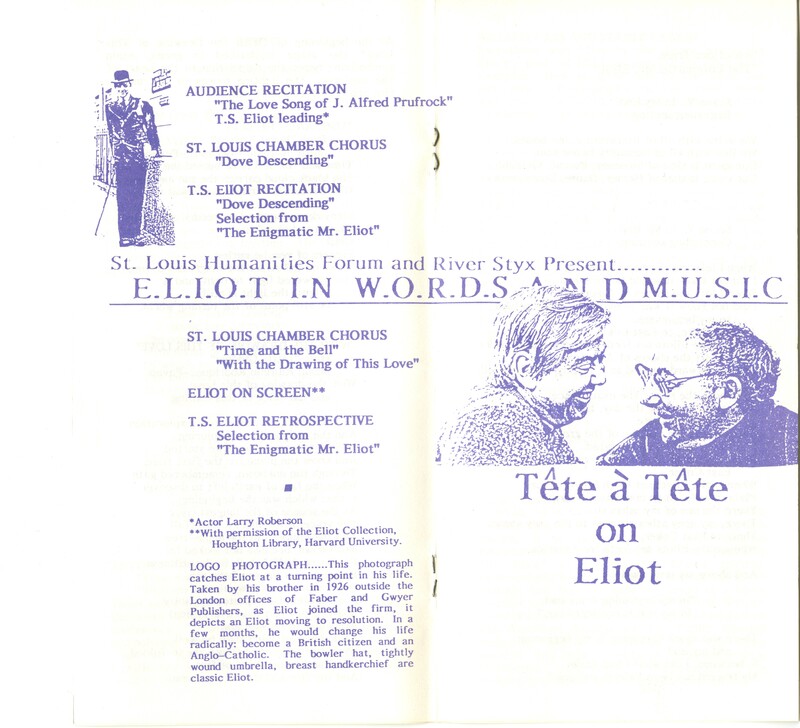 AUDIENCE RECITATION
"The Love Song of J. Alfred Prufrock"
T.S. Eliot leading*
ST. LOUIS CHAMBER CHORUS
"Dove Descending"
T.S. ElIOT RECITATION
"Dove Descending"
Selection from
"The Enigmatic Mr. Eliot"
St. Louis Humanities Forum and River Styx Present.............
E.L.I.O.T I.N W.O.R.D.S A N D M.U.S.I.C
ST. LOUIS CHAMBER CHORUS
"Time and the Bell"
"With the Drawing of This Love"
ELIOT ON SCREEN**
T.S. ELIOT RETROSPECTIVE
Selection from
"The Enigmatic Mr. Eliot"
*Actor Larry Roberson
**With permission of the Eliot Collection,
Houghton Library, Harvard University.
LOGO PHOTOGRAPH......This photograph
catches Eliot at a turning point in his life.
Taken by his brother in 1926 outside the
London offices of Faber and Gwyer
Publishers, as Eliot joined the firm, it
depicts an Eliot moving to resolution. In a
few months, he would change his life
radically: become a British citizen and an
Anglo-Catholic. The bowler hat, tightly
wound umbrella, breast handkerchief are
classic Eliot.
Tête à Tête
on
Eliot